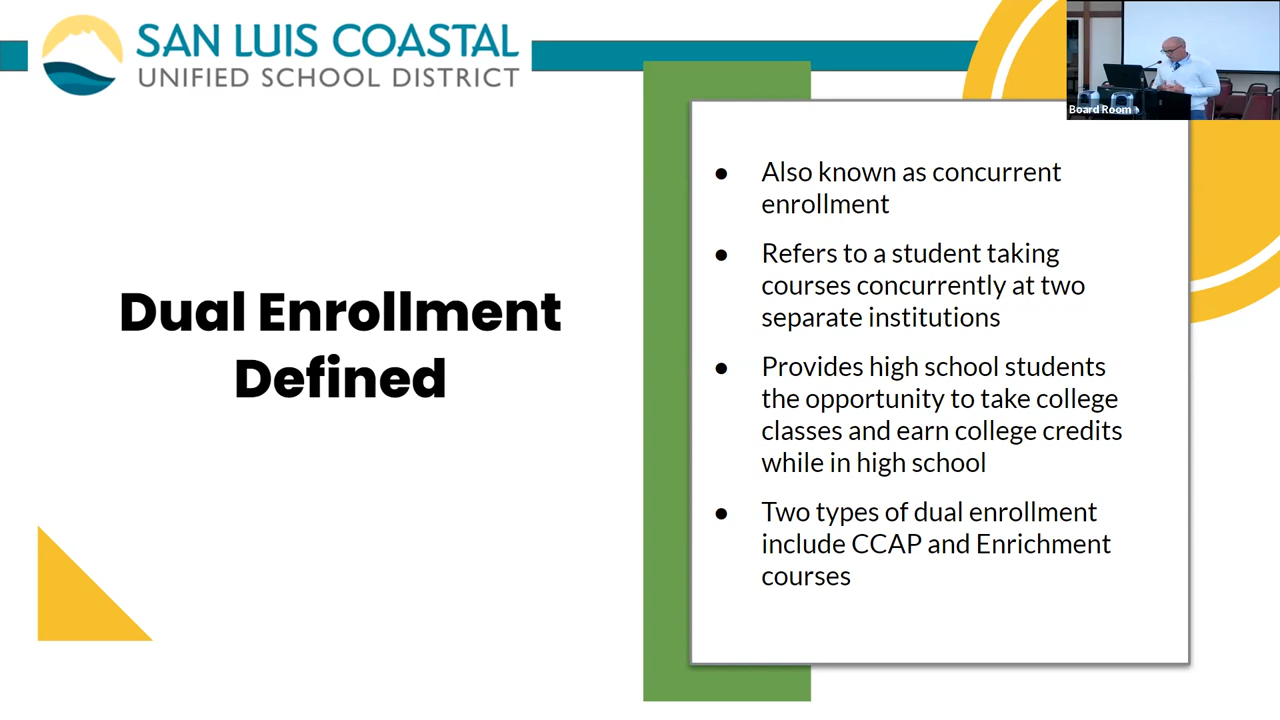 SAN LUIS COASTAL
UNIFIED SCHOOL DISTRICT
Board Room
Dual Enrollment
Defined
● Also known as concurrent
enrollment
● Refers to a student taking
courses concurrently at two
separate institutions
● Provides high school students
the opportunity to take college
classes and earn college credits
while in high school
● Two types of dual enrollment
include CCAP and Enrichment
courses